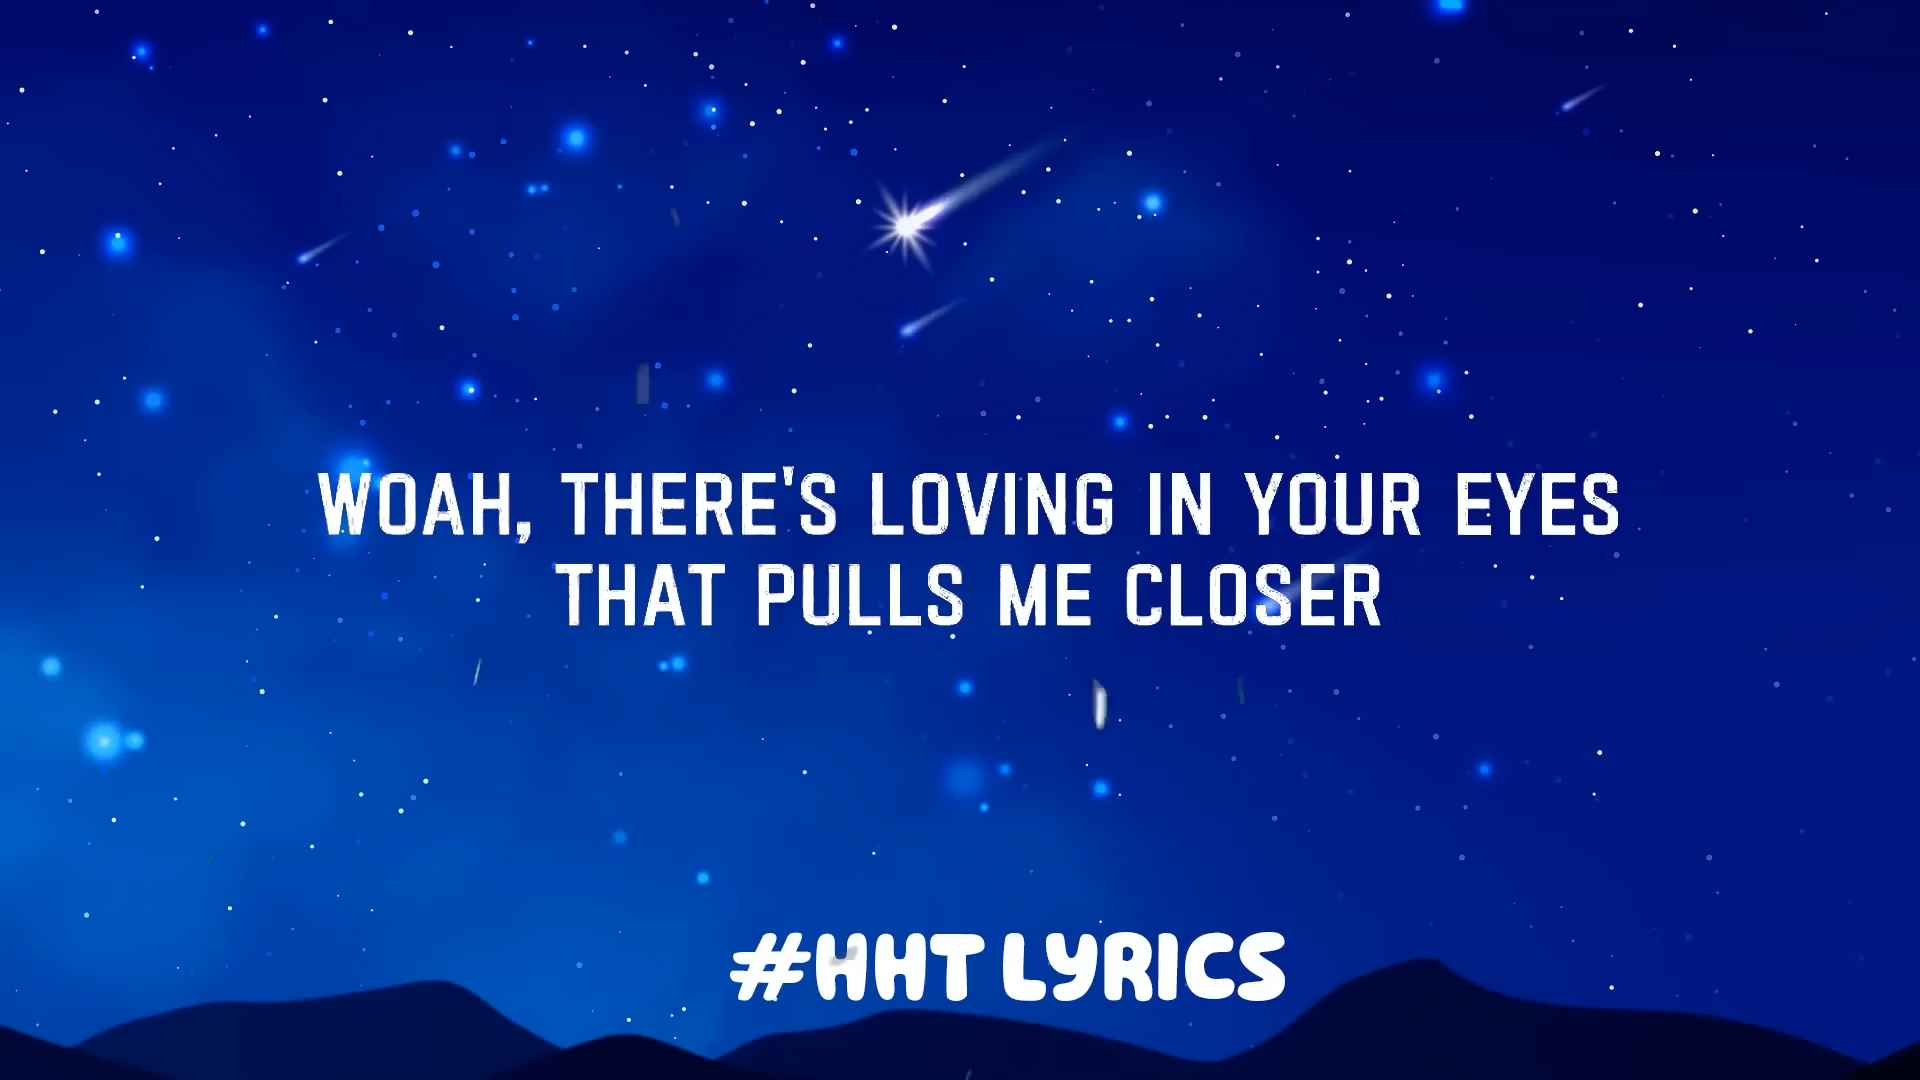 WOAH, THERE'S LOVING IN YOUR EYES
THAT PULLS ME CLOSER
#HHT LYRICS